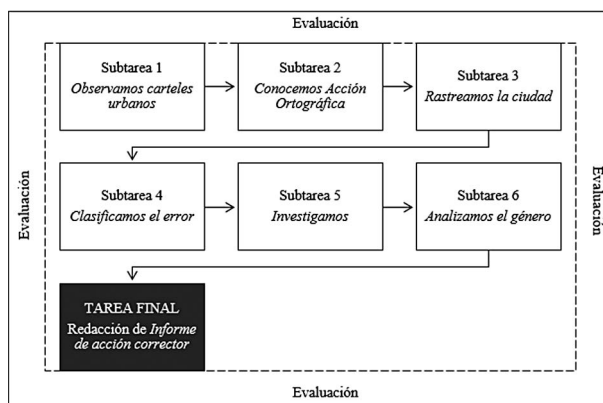 Evaluación
Subtarea 1
Observamos carteles
urbanos
Subtarea 2
Conocemos Acción
Ortográfica
Subtarea 3
Rastreamos la ciudad
Evaluación
Evaluación
Subtarea 4
Clasificamos el error
Subtarea 5
Investigamos
Subtarea 6
Analizamos el género
TAREA FINAL
Redacción de Informe
de acción corrector
Evaluación